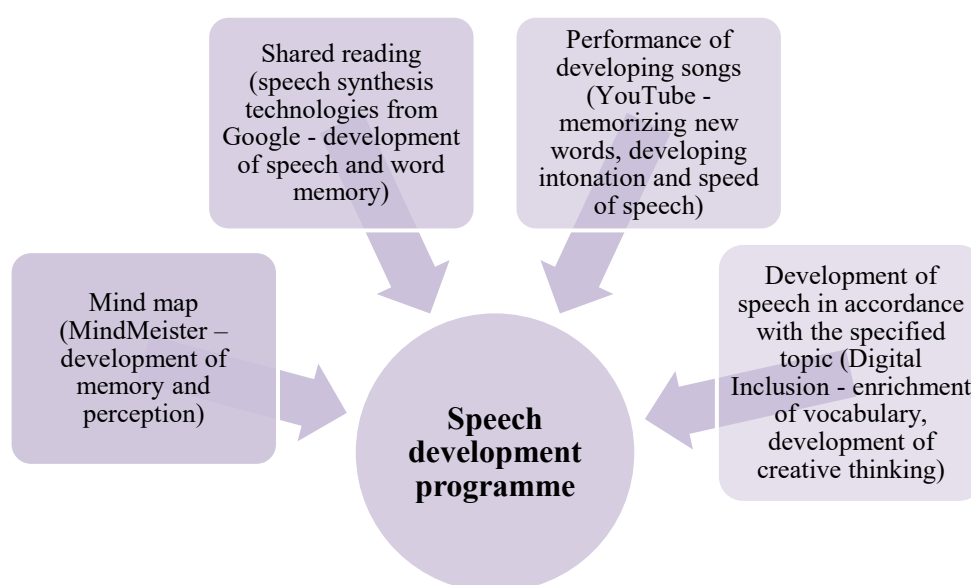 Shared reading
(speech synthesis
technologies from
Google - development
of speech and word
memory)
Performance of
developing songs
(YouTube -
memorizing new
words, developing
intonation and speed
of speech)
Mind map
(MindMeister –
development of
memory and
perception)
Development of
speech in accordance
with the specified
topic (Digital
Inclusion - enrichment
of vocabulary,
development of
creative thinking)
Speech
development
programme